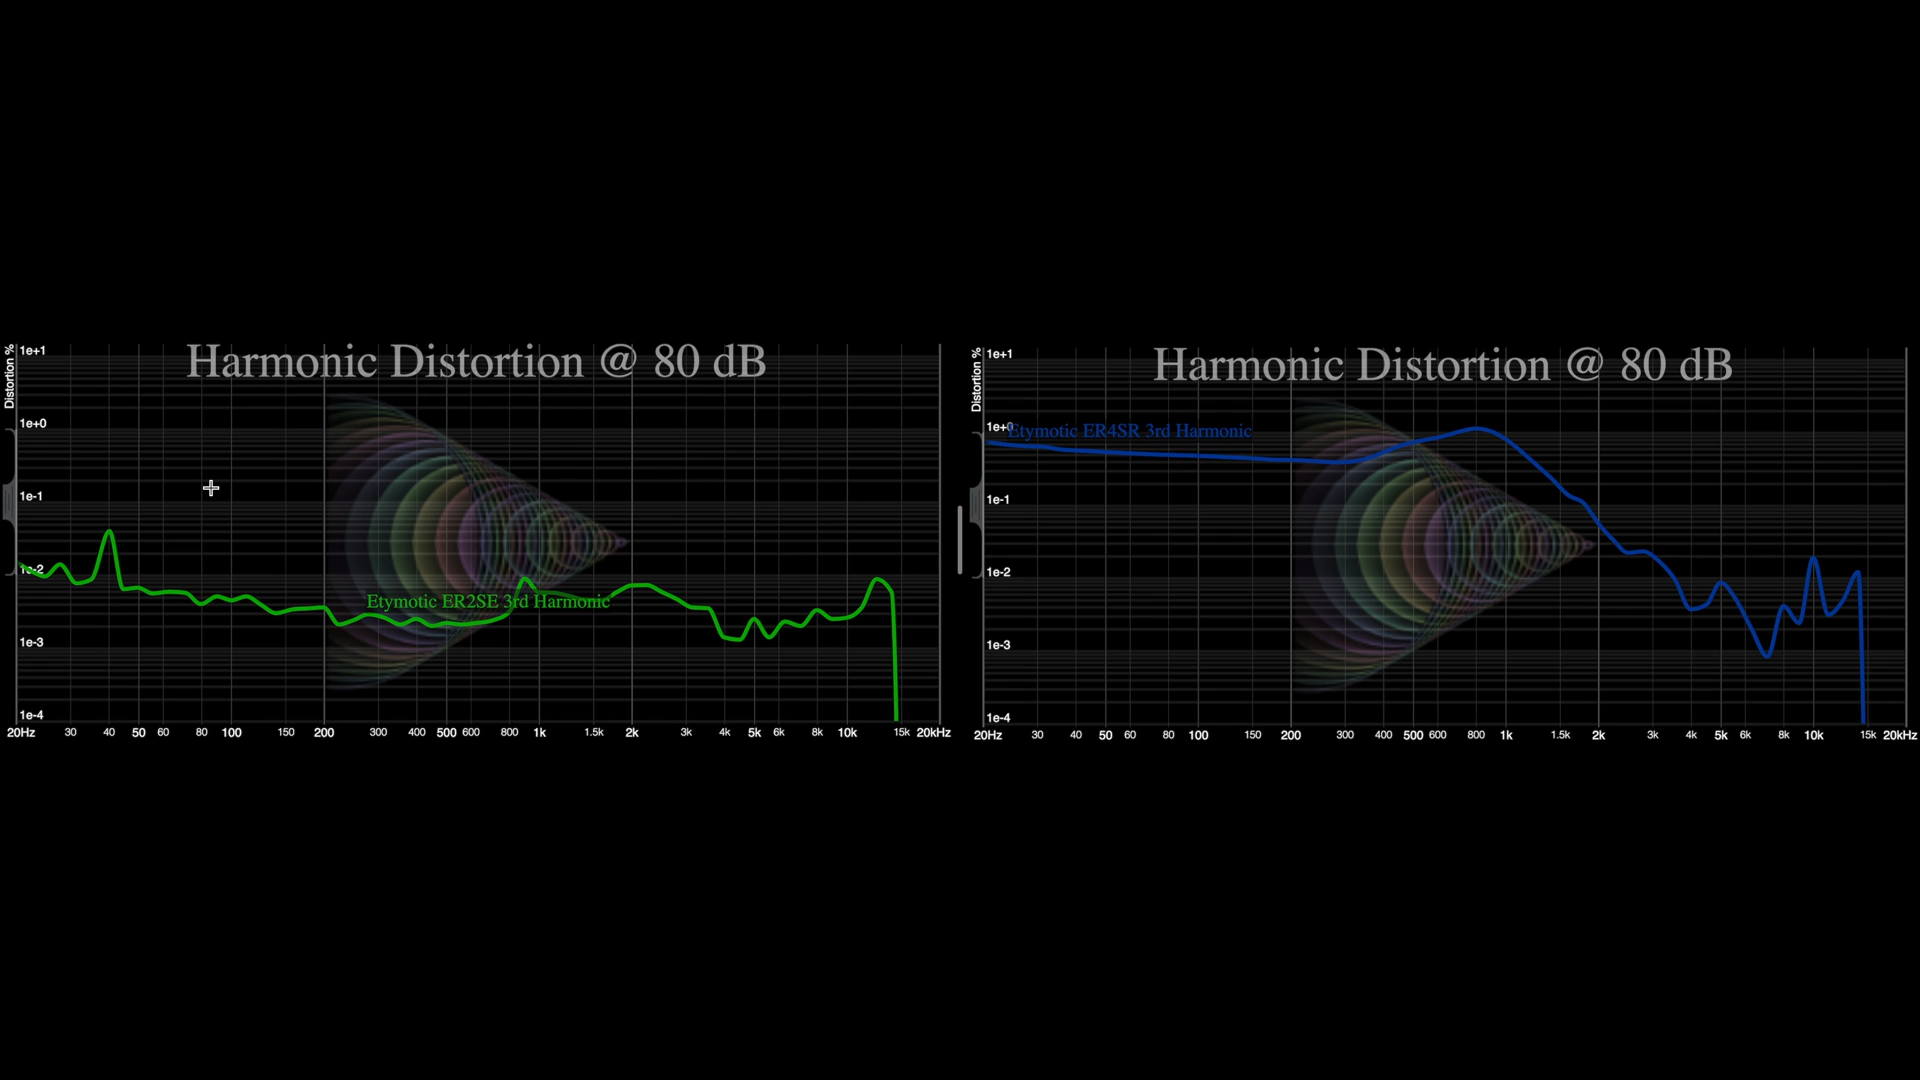 Harmonic Distortion @ 80 dB
Distortion %
1e+1
1e+0
1e-1
1e-2
1e-3
1e-4
Etymotic ER2SE 3rd Harmonic
20Hz 30 40 50 60 80 100 150 200 300 400 500 600 800 1k 1.5k 2k 3k 4k 5k 6k 8k 10k 15k 20kHz
Harmonic Distortion @ 80 dB
Distortion %
1e+1
1e+0
Etymotic ER4SR 3rd Harmonic
1e-1
1e-2
1e-3
1e-4
20Hz 30 40 50 60 80 100 150 200 300 400 500 600 800 1k 1.5k 2k 3k 4k 5k 6k 8k 10k 15k 20kHz